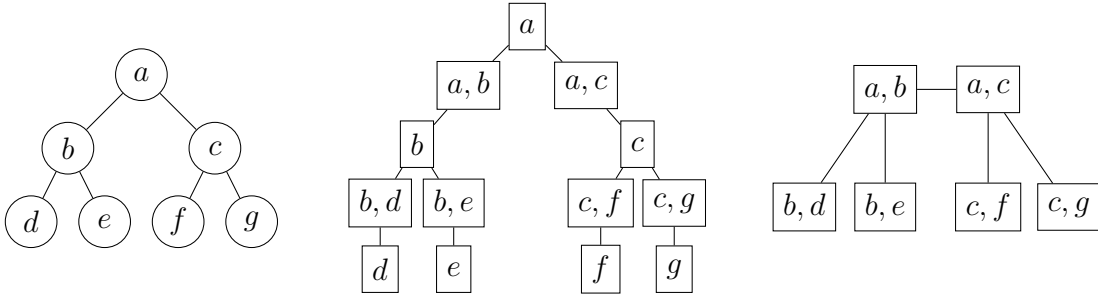 a
b c
d e f g
a
a, b a, c
b c
b, d b, e c, f c, g
d e f g
a, b a, c
b, d b, e c, f c, g